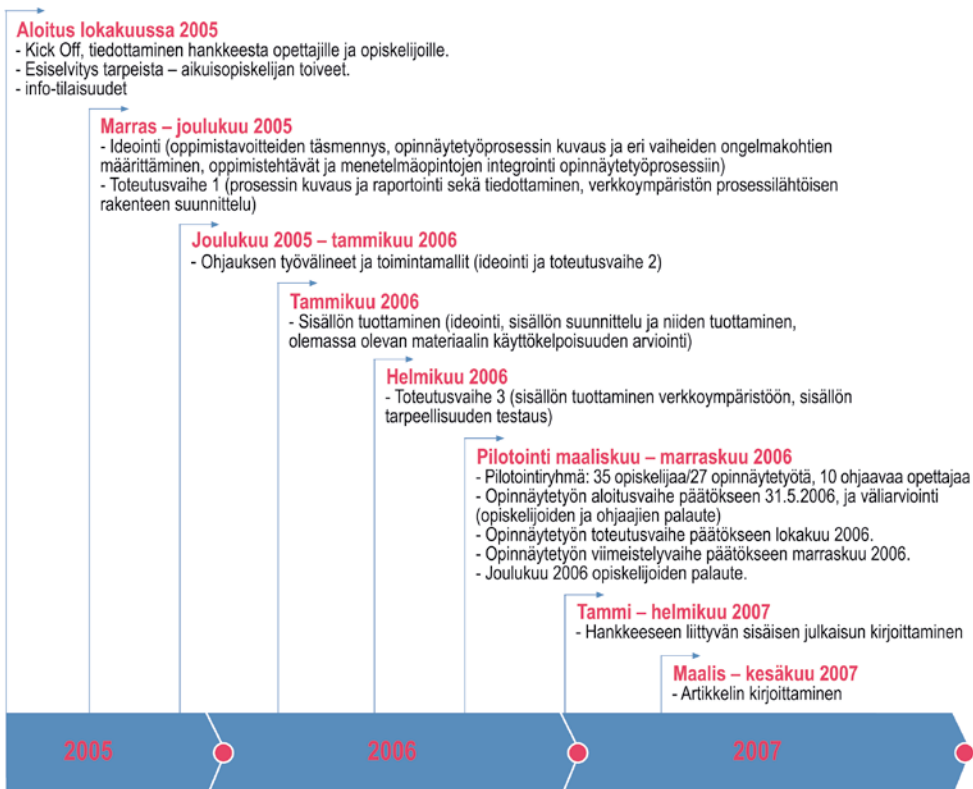 Aloitus lokakuussa 2005
- Kick Off, tiedottaminen hankkeesta opettajille ja opiskelijoille.
- Esiselvitys tarpeista – aikuisopiskelijan toiveet.
- info-tilaisuudet
Marras – joulukuu 2005
- Ideointi (oppimistavoitteiden täsmennys, opinnäytetyöprosessin kuvaus ja eri vaiheiden ongelmakohtien
määrittäminen, oppimistehtävät ja menetelmäopintojen integrointi opinnäytetyöprosessiin)
- Toteutusvaihe 1 (prosessin kuvaus ja raportointi sekä tiedottaminen, verkkoympäristön prosessilähtöisen
rakenteen suunnittelu)
Joulukuu 2005 – tammikuu 2006
- Ohjauksen työvälineet ja toimintamallit (ideointi ja toteutusvaihe 2)
Tammikuu 2006
- Sisällön tuottaminen (ideointi, sisällön suunnittelu ja niiden tuottaminen,
olemassa olevan materiaalin käyttökelpoisuuden arviointi)
Helmikuu 2006
- Toteutusvaihe 3 (sisällön tuottaminen verkkoympäristöön, sisällön
tarpeellisuuden testaus)
Pilotointi maaliskuu – marraskuu 2006
- Pilotointiryhmä: 35 opiskelijaa/27 opinnäytetyötä, 10 ohjaavaa opettajaa
- Opinnäytetyön aloitusvaihe päätökseen 31.5.2006, ja väliarviointi
(opiskelijoiden ja ohjaajien palaute)
- Opinnäytetyön toteutusvaihe päätökseen lokakuu 2006.
- Opinnäytetyön viimeistelyvaihe päätökseen marraskuu 2006.
- Joulukuu 2006 opiskelijoiden palaute.
Tammi – helmikuu 2007
- Hankkeeseen liittyvän sisäisen julkaisun kirjoittaminen
Maalis – kesäkuu 2007
- Artikkelin kirjoittaminen
2005
2006
2007